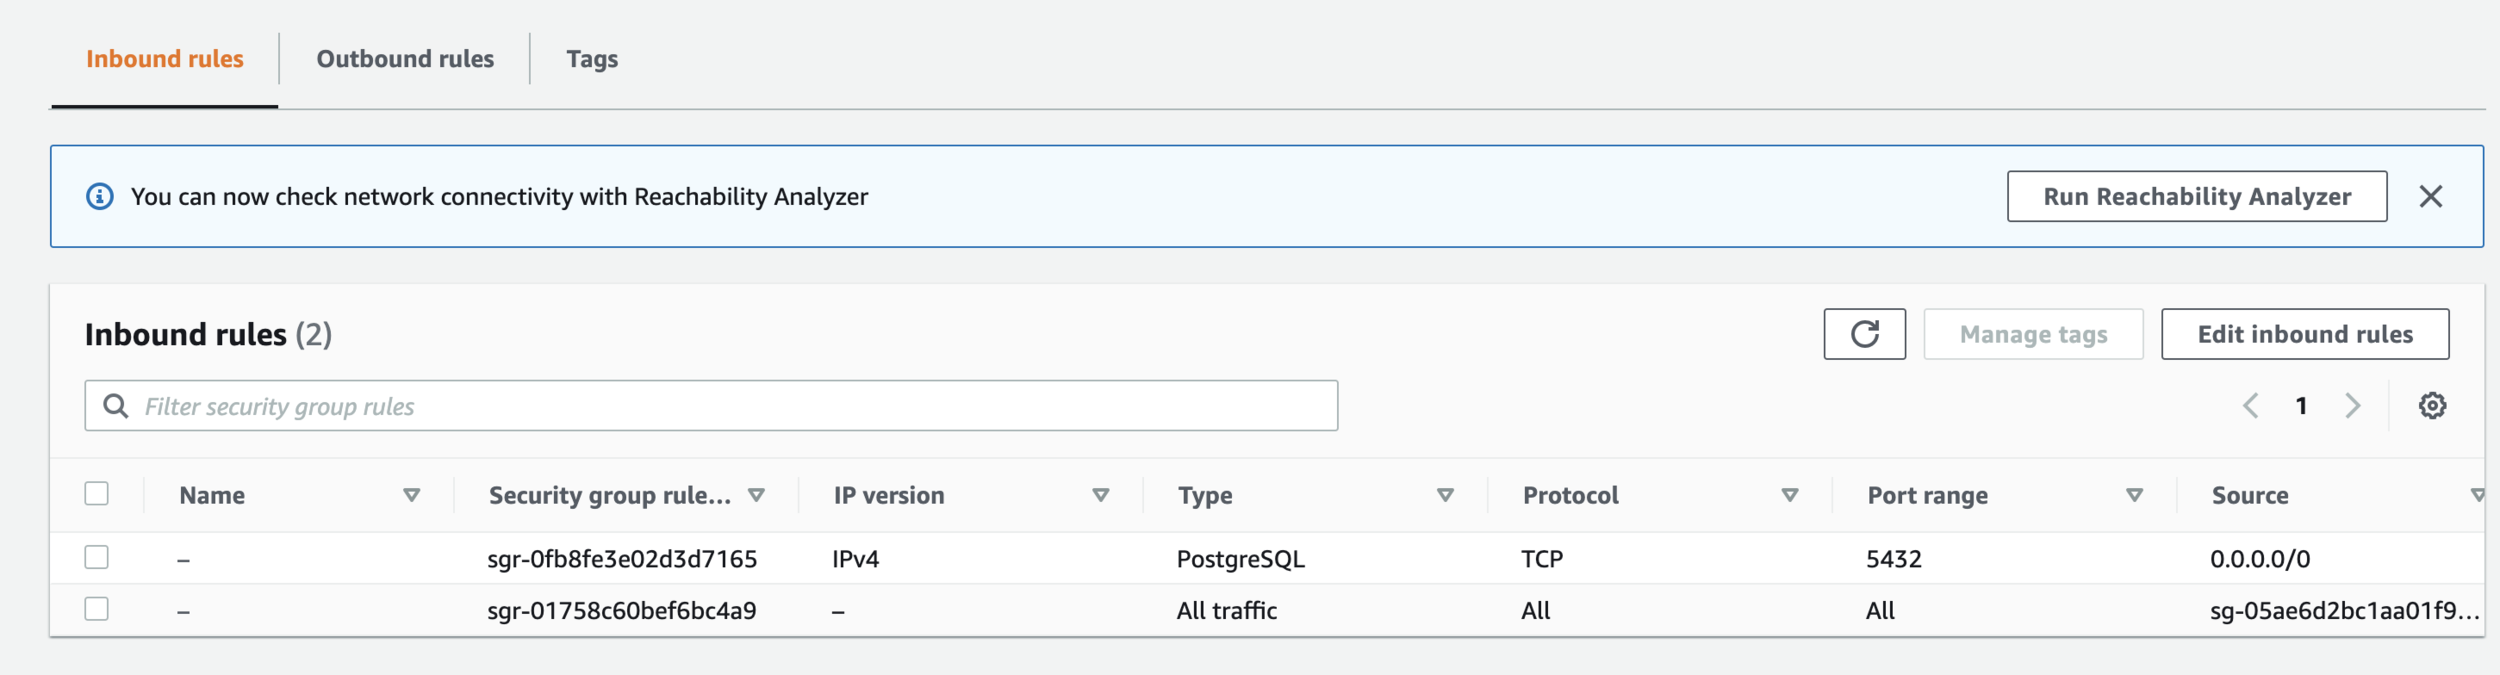 Inbound rules Outbound rules Tags
You can now check network connectivity with Reachability Analyzer Run Reachability Analyzer
Inbound rules (2) Manage tags Edit inbound rules
Filter security group rules 1
Name Security group rule... IP version Type Protocol Port range Source
– sgr-0fb8fe3e02d3d7165 IPv4 PostgreSQL TCP 5432 0.0.0.0/0
– sgr-01758c60bef6bc4a9 – All traffic All All sg-05ae6d2bc1aa01f9...